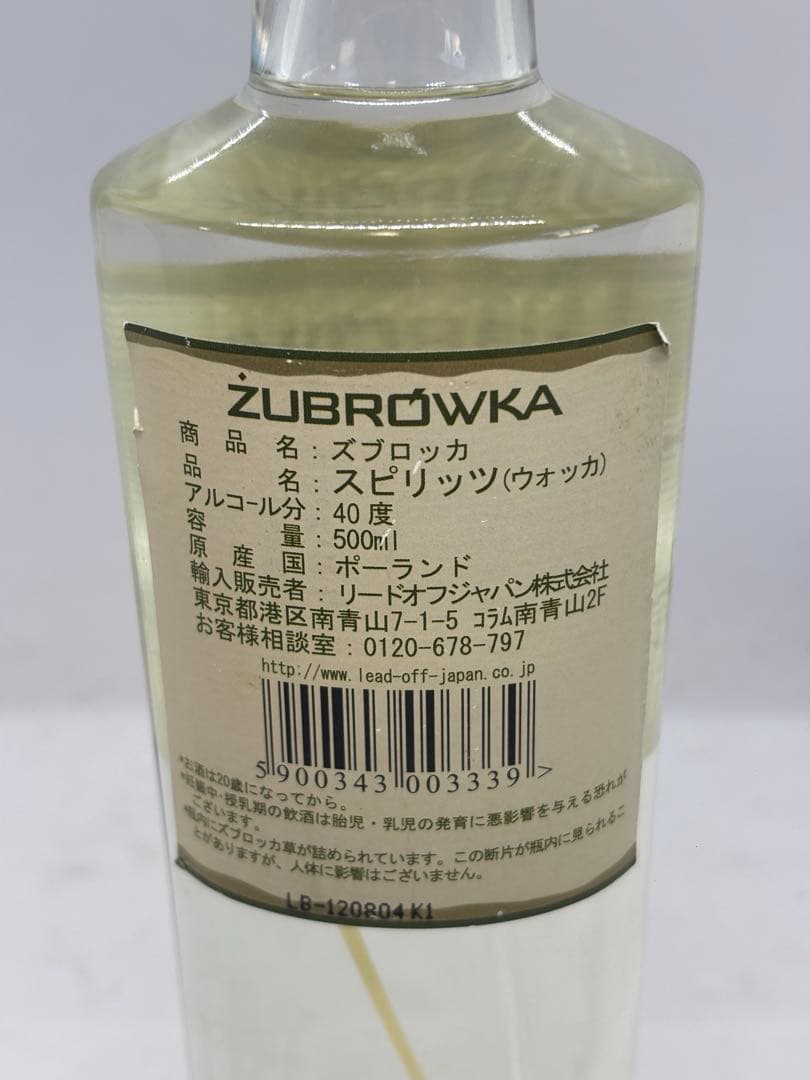 ŻUBRÓWKA
商品名：ズブロッカ
品名：スピリッツ(ウォッカ)
アルコール分：40度
容量：500ml
原産国：ポーランド
輸入販売者：リードオフジャパン株式会社
東京都港区南青山7-1-5 コラム南青山2F
お客様相談室：0120-678-797
http://www.lead-off-japan.co.jp
5 900343 003339 >
*お酒は20歳になってから。
*妊娠中・授乳期の飲酒は胎児・乳児の発育に悪影響を与える恐れが
ございます。
*瓶内にズブロッカ草が詰められています。この断片が瓶内に見られるこ
とがありますが、人体に影響はございません。
LB-120804 K1